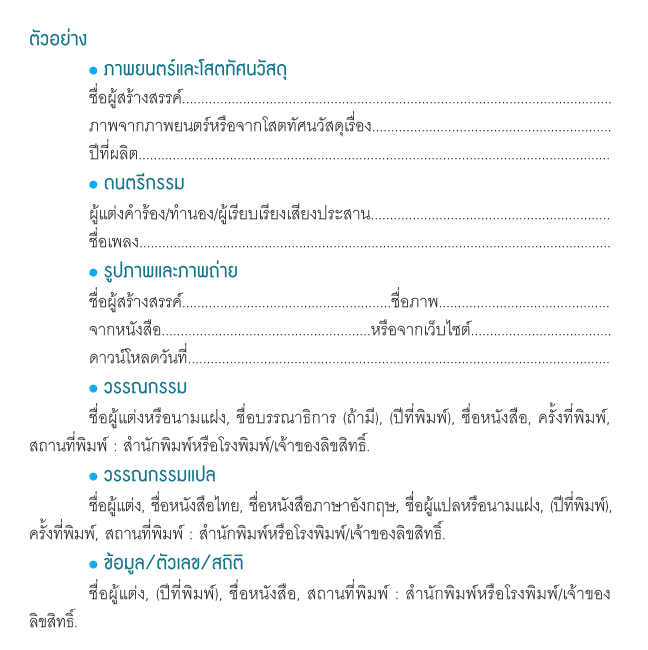 ตัวอย่าง
• ภาพยนตร์และโสตทัศนวัสดุ
ชื่อผู้สร้างสรรค์..........................................................................................................................
ภาพจากภาพยนตร์หรือจากโสตทัศนวัสดุเรื่อง....................................................................
ปีที่ผลิต.......................................................................................................................................
• ดนตรีกรรม
ผู้แต่งคำร้อง/ทำนอง/ผู้เรียบเรียงเสียงประสาน....................................................................
ชื่อเพลง.......................................................................................................................................
• รูปภาพและภาพถ่าย
ชื่อผู้สร้างสรรค์...........................................................ชื่อภาพ.................................................
จากหนังสือ............................................................หรือจากเว็บไซต์........................................
ดาวน์โหลดวันที่.........................................................................................................................
• วรรณกรรม
ชื่อผู้แต่งหรือนามแฝง, ชื่อบรรณาธิการ (ถ้ามี), (ปีที่พิมพ์), ชื่อหนังสือ, ครั้งที่พิมพ์,
สถานที่พิมพ์ : สำนักพิมพ์หรือโรงพิมพ์/เจ้าของลิขสิทธิ์.
• วรรณกรรมแปล
ชื่อผู้แต่ง, ชื่อหนังสือไทย, ชื่อหนังสือภาษาอังกฤษ, ชื่อผู้แปลหรือนามแฝง, (ปีที่พิมพ์),
ครั้งที่พิมพ์, สถานที่พิมพ์ : สำนักพิมพ์หรือโรงพิมพ์/เจ้าของลิขสิทธิ์.
• ข้อมูล/ตัวเลข/สถิติ
ชื่อผู้แต่ง, (ปีที่พิมพ์), ชื่อหนังสือ, สถานที่พิมพ์ : สำนักพิมพ์หรือโรงพิมพ์/เจ้าของ
ลิขสิทธิ์.